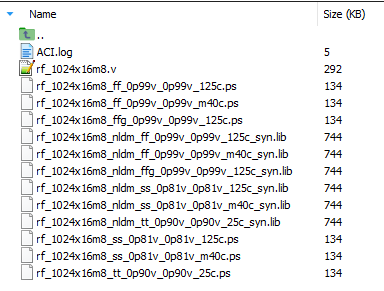 Name Size (KB)
..
ACI.log 5
rf_1024x16m8.v 292
rf_1024x16m8_ff_0p99v_0p99v_125c.ps 134
rf_1024x16m8_ff_0p99v_0p99v_m40c.ps 134
rf_1024x16m8_ffg_0p99v_0p99v_125c.ps 134
rf_1024x16m8_nldm_ff_0p99v_0p99v_125c_syn.lib 744
rf_1024x16m8_nldm_ff_0p99v_0p99v_m40c_syn.lib 744
rf_1024x16m8_nldm_ffg_0p99v_0p99v_125c_syn.lib 744
rf_1024x16m8_nldm_ss_0p81v_0p81v_125c_syn.lib 744
rf_1024x16m8_nldm_ss_0p81v_0p81v_m40c_syn.lib 744
rf_1024x16m8_nldm_tt_0p90v_0p90v_25c_syn.lib 744
rf_1024x16m8_ss_0p81v_0p81v_125c.ps 134
rf_1024x16m8_ss_0p81v_0p81v_m40c.ps 134
rf_1024x16m8_tt_0p90v_0p90v_25c.ps 134